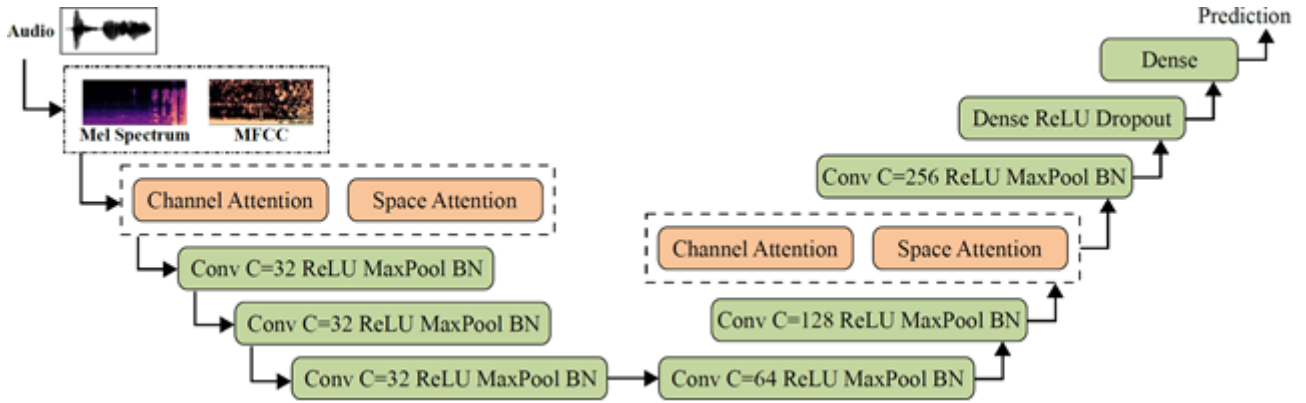 Audio
Mel Spectrum
MFCC
Channel Attention
Space Attention
Conv C=32 ReLU MaxPool BN
Conv C=32 ReLU MaxPool BN
Conv C=32 ReLU MaxPool BN
Conv C=64 ReLU MaxPool BN
Conv C=128 ReLU MaxPool BN
Channel Attention
Space Attention
Conv C=256 ReLU MaxPool BN
Dense ReLU Dropout
Dense
Prediction